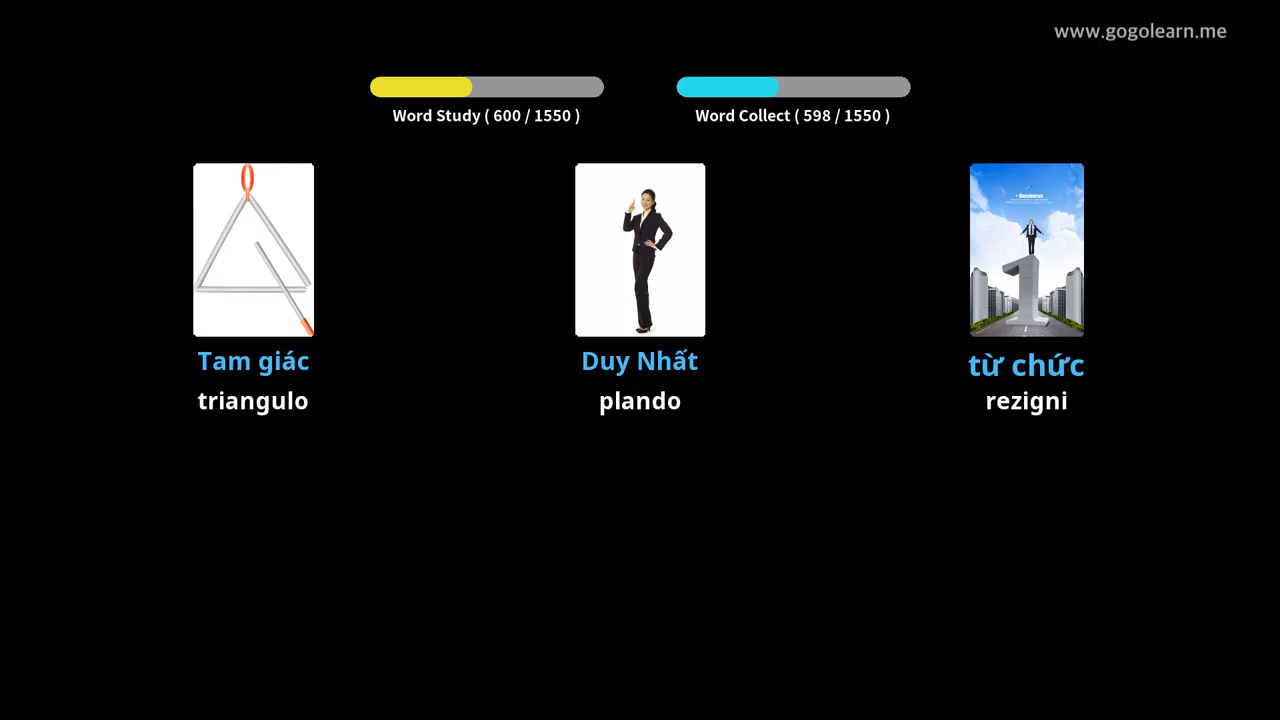 www.gogolearn.me
Word Study ( 600 / 1550 )
Word Collect ( 598 / 1550 )
Business
Tam giác
Duy Nhất
từ chức
triangulo
plando
rezigni